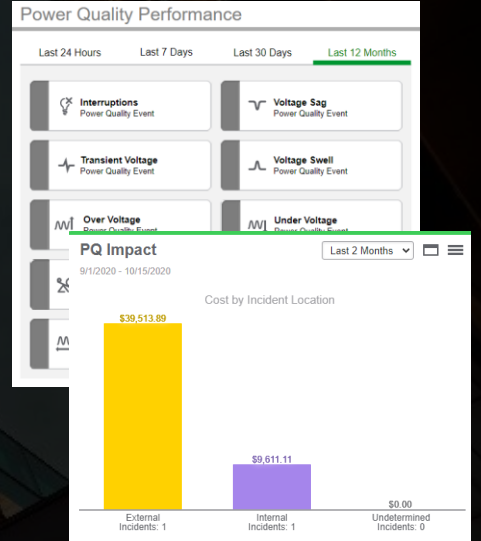 Power Quality Performance
Last 24 Hours Last 7 Days Last 30 Days Last 12 Months
Interruptions
Power Quality Event
Voltage Sag
Power Quality Event
Transient Voltage
Power Quality Event
Voltage Swell
Power Quality Event
Over Voltage
Power Quality Event
Under Voltage
Power Quality Event
PQ Impact
Last 2 Months
9/1/2020 - 10/15/2020
Cost by Incident Location
$39,513.89
$9,611.11
$0.00
External
Incidents: 1
Internal
Incidents: 1
Undetermined
Incidents: 0